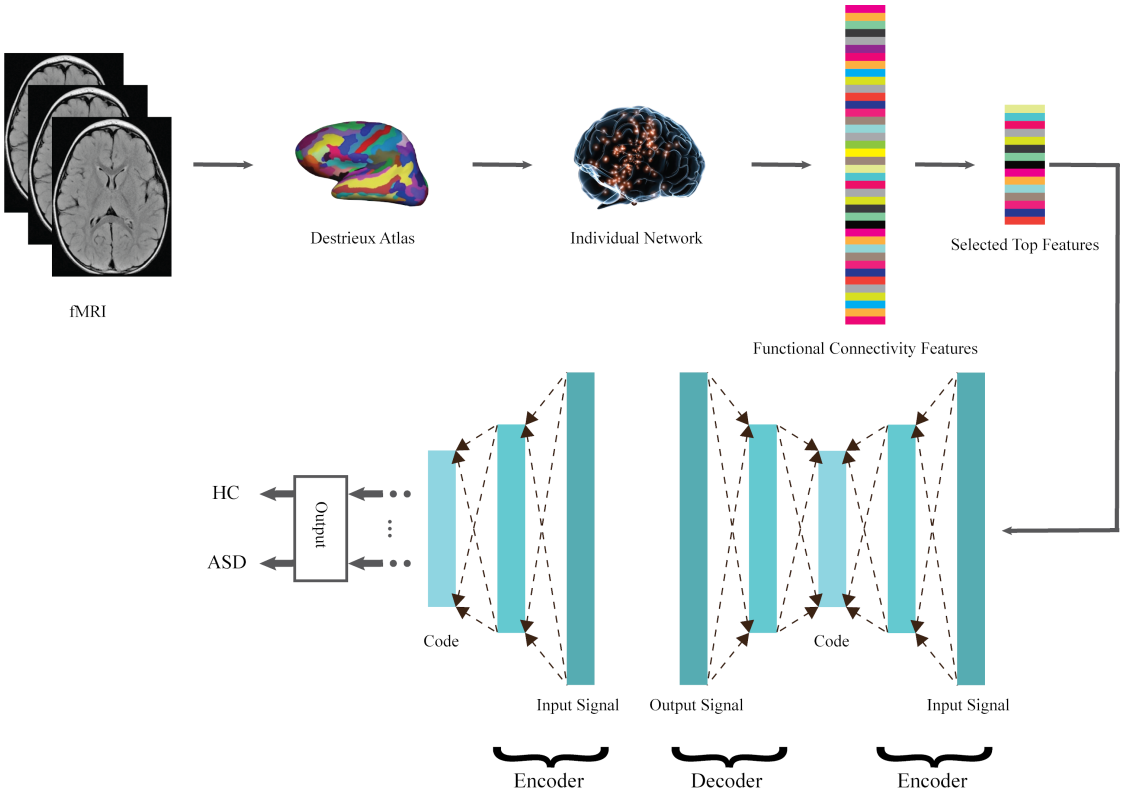 fMRI
Destrieux Atlas
Individual Network
Functional Connectivity Features
Selected Top Features
HC
ASD
Output
Code
Input Signal
Output Signal
Code
Input Signal
Encoder
Decoder
Encoder